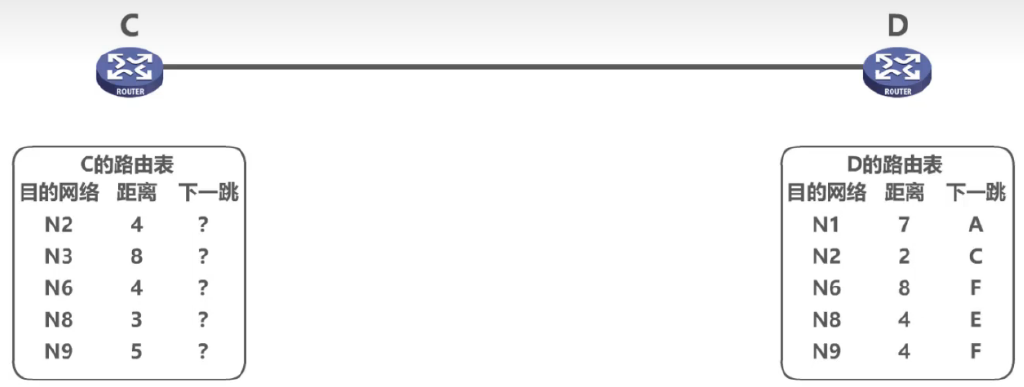 C
D
ROUTER
ROUTER
C的路由表
目的网络 距离 下一跳
N2 4 ?
N3 8 ?
N6 4 ?
N8 3 ?
N9 5 ?
D的路由表
目的网络 距离 下一跳
N1 7 A
N2 2 C
N6 8 F
N8 4 E
N9 4 F